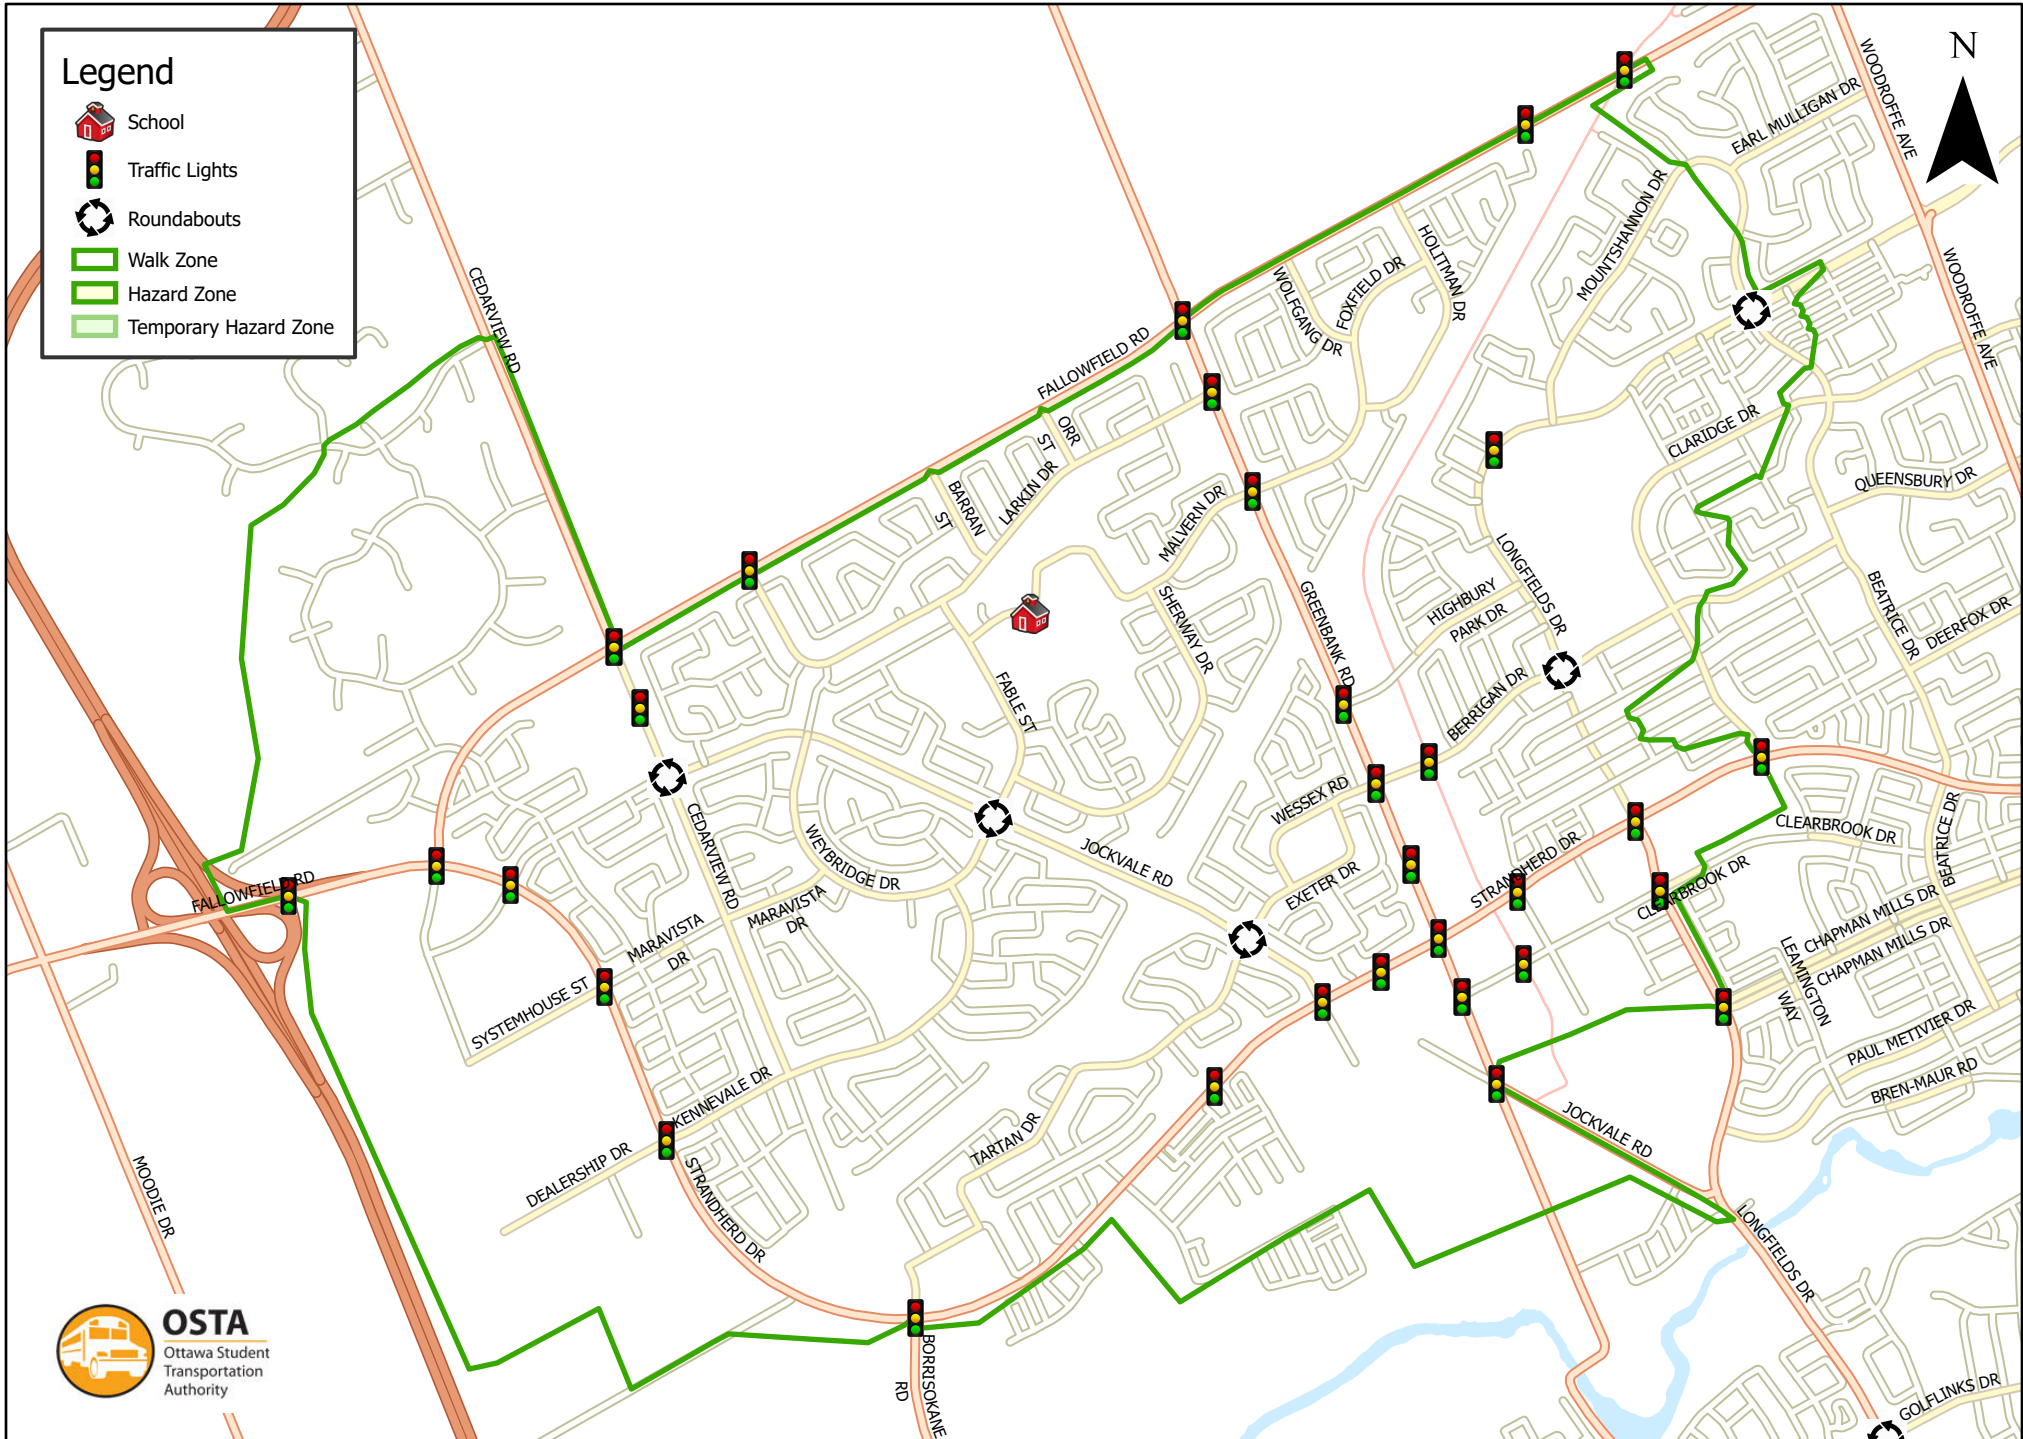 Legend
School
Traffic Lights
Roundabouts
Walk Zone
Hazard Zone
Temporary Hazard Zone
N
WOODROFFE AVE
EARL MULLIGAN DR
CEDARVIEW RD
MOUNTSHANNON DR
HOLITMAN DR
FOXFIELD DR
WOLFGANG DR
WOODROFFE AVE
FALLOWFIELD RD
ORR
ST
CLARIDGE DR
QUEENSBURY DR
BARRAN
ST
LARKIN DR
MALVERN DR
LONGFIELDS DR
GREENBANK RD
HIGHBURY
PARK DR
SHERWAY DR
BEATRICE DR
DEERFOX DR
FABLE ST
BERRIGAN DR
WESSEX RD
CEDARVIEW RD
WEYBRIDGE DR
JOCKVALE RD
EXETER DR
STRANDHERD DR
CLEARBROOK DR
BEATRICE DR
CLEARBROOK DR
FALLOWFIELD RD
MARAVISTA
DR
MARAVISTA
DR
CHAPMAN MILLS DR
CHAPMAN MILLS DR
LEAMINGTON
WAY
SYSTEMHOUSE ST
PAUL METIVIER DR
BREN-MAUR RD
KENNEVALE DR
TARTAN DR
JOCKVALE RD
DEALERSHIP DR
MOODIE DR
STRANDHERD DR
LONGFIELDS DR
BORRISOKANE
RD
GOLFLINKS DR
OSTA
Ottawa Student
Transportation
Authority